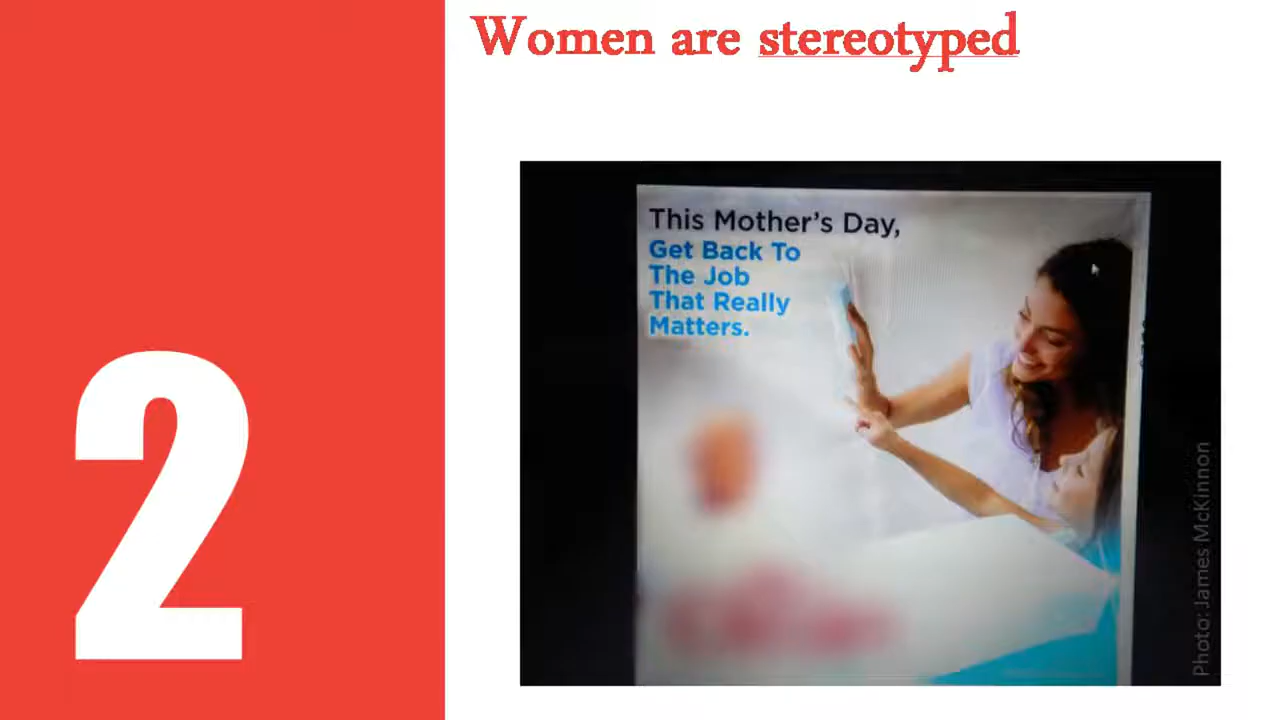 Women are stereotyped
2
This Mother's Day,
Get Back To
The Job
That Really
Matters.
Photo: James McKinnon